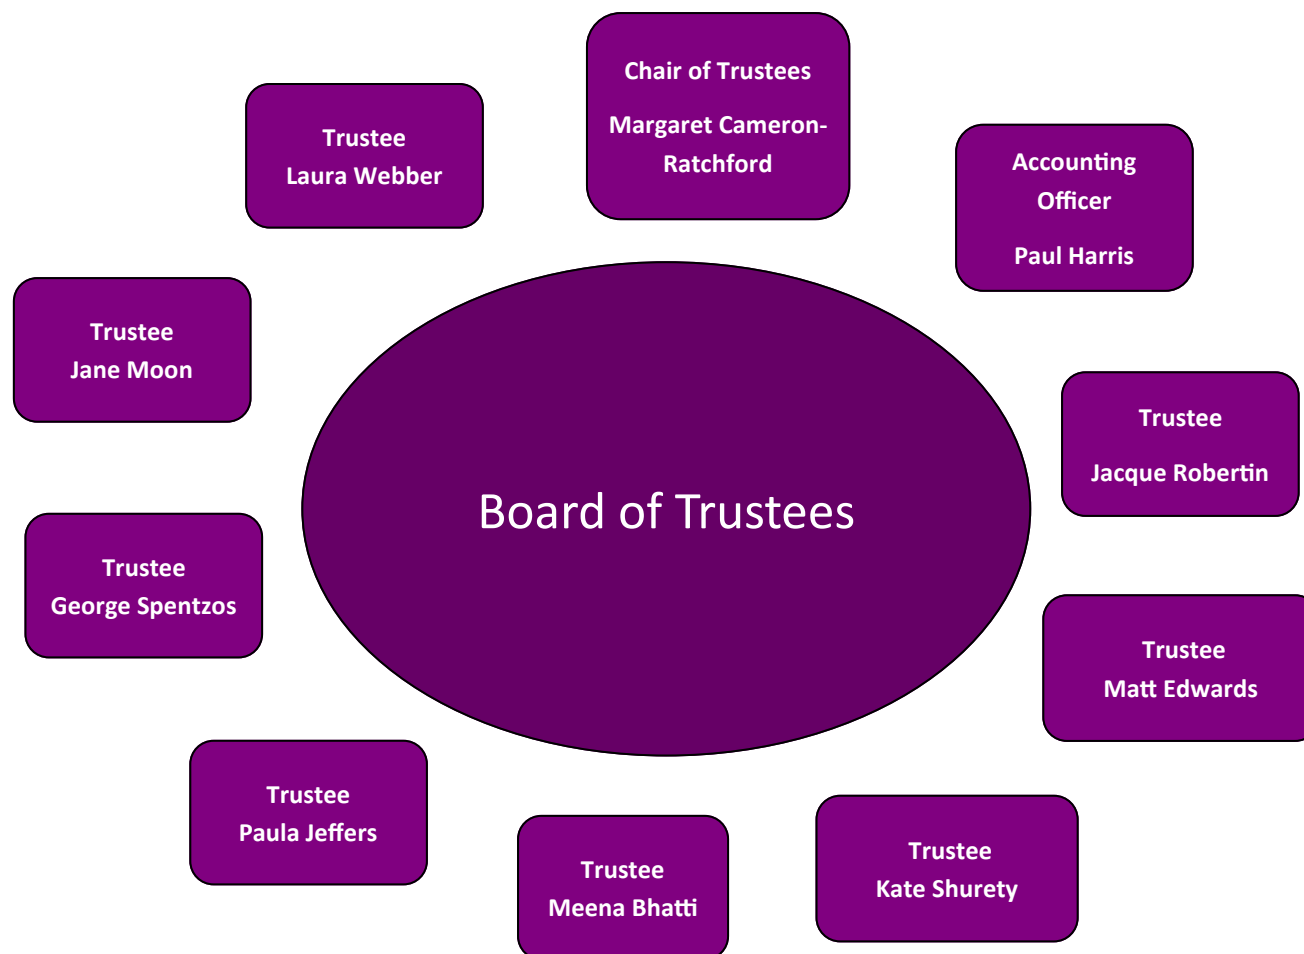 Chair of Trustees
Margaret Cameron-
Ratchford
Trustee
Laura Webber
Accounting
Officer
Paul Harris
Trustee
Jane Moon
Trustee
Jacque Robertin
Board of Trustees
Trustee
George Spentzos
Trustee
Matt Edwards
Trustee
Paula Jeffers
Trustee
Meena Bhatti
Trustee
Kate Shurety